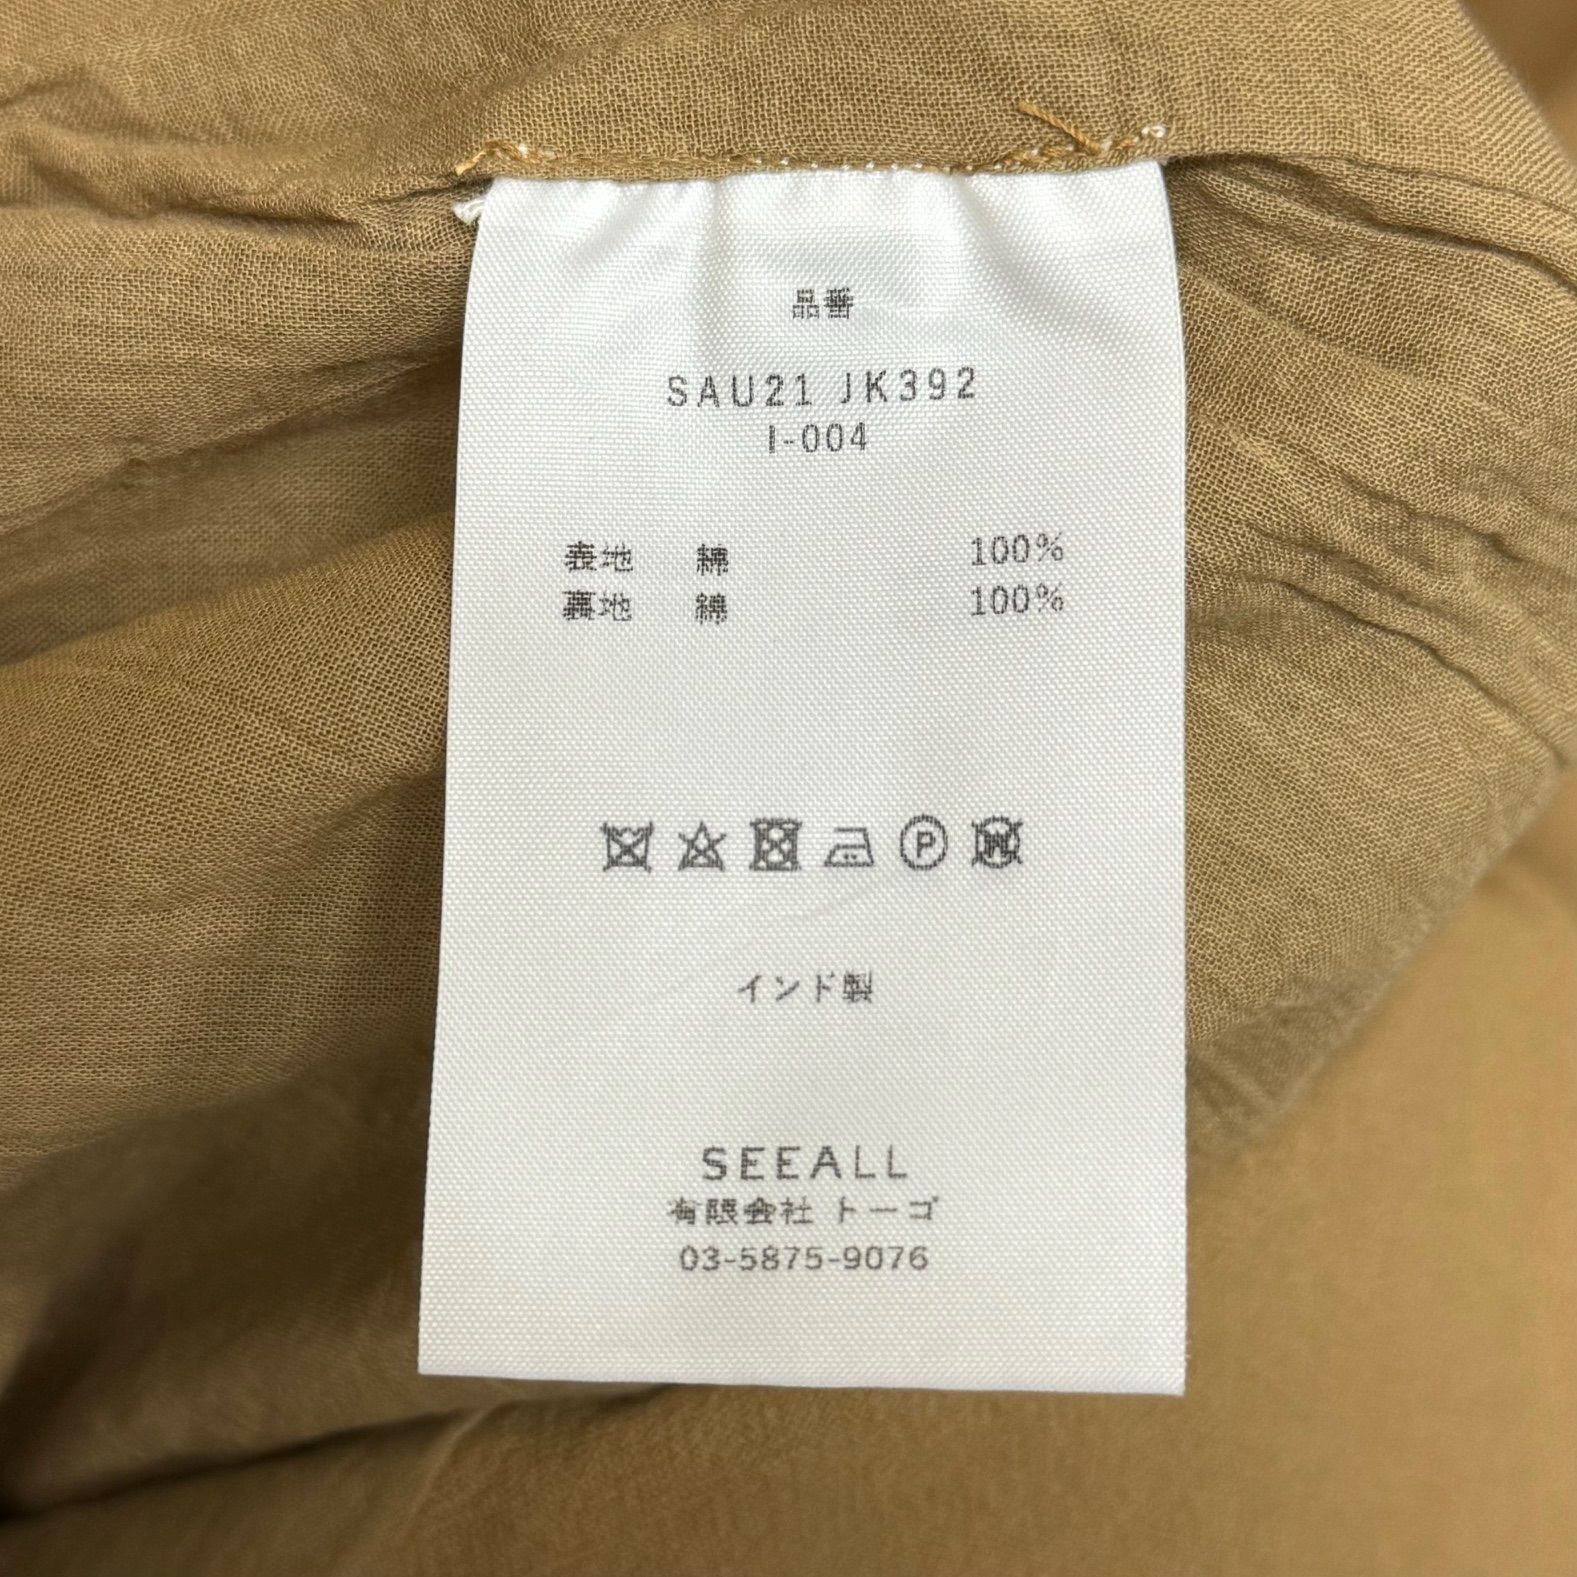 品番
SAU21 JK392
I-004
表地 綿 100%
裏地 綿 100%
P
W
インド製
SEEALL
有限会社 トーゴ
03-5875-9076